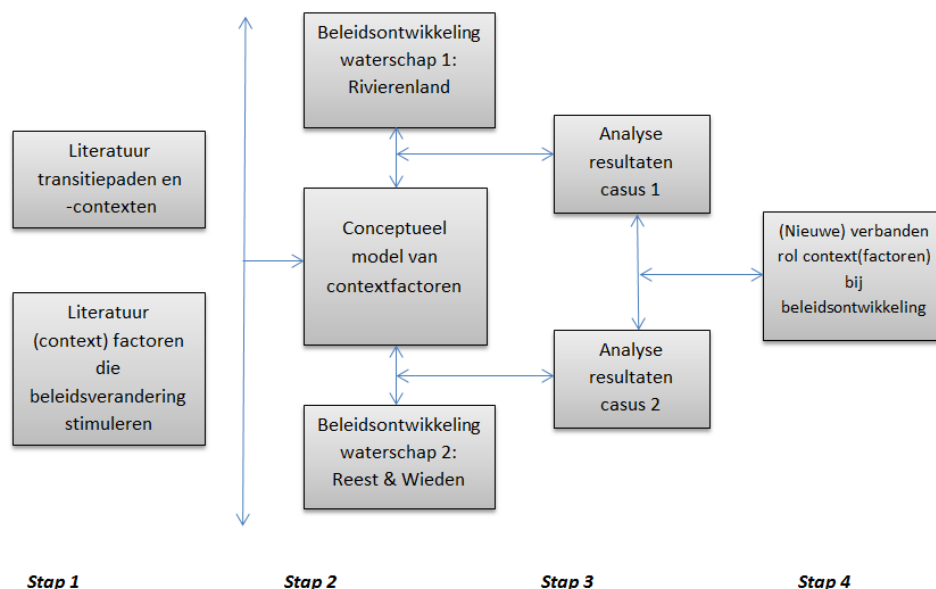 Literatuur
transitiepaden en
-contexten
Literatuur
(context) factoren
die
beleidsverandering
stimuleren
Beleidsontwikkeling
waterschap 1:
Rivierenland
Conceptueel
model van
contextfactoren
Beleidsontwikkeling
waterschap 2:
Reest & Wieden
Analyse
resultaten
casus 1
Analyse
resultaten
casus 2
(Nieuwe) verbanden
rol context(factoren)
bij
beleidsontwikkeling
Stap 1
Stap 2
Stap 3
Stap 4